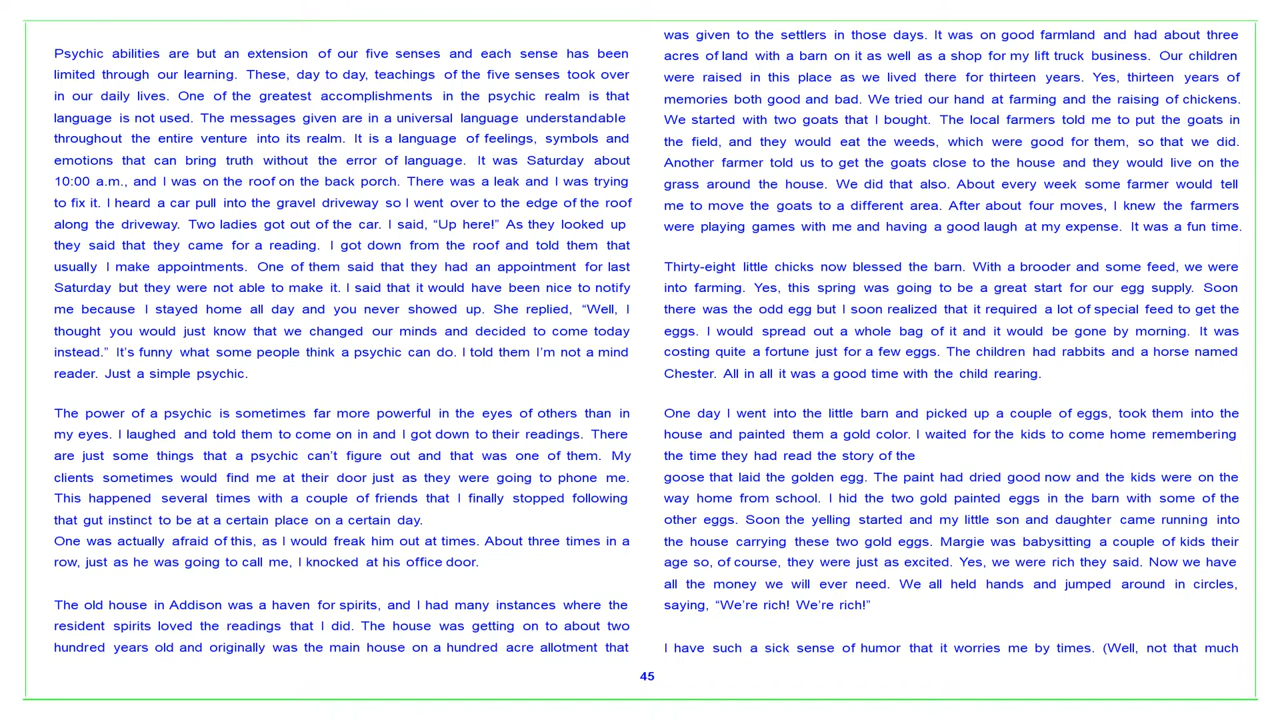 Psychic abilities are but an extension of our five senses and each sense has been
limited through our learning. These, day to day, teachings of the five senses took over
in our daily lives. One of the greatest accomplishments in the psychic realm is that
language is not used. The messages given are in a universal language understandable
throughout the entire venture into its realm. It is a language of feelings, symbols and
emotions that can bring truth without the error of language. It was Saturday about
10:00 a.m., and I was on the roof on the back porch. There was a leak and I was trying
to fix it. I heard a car pull into the gravel driveway so I went over to the edge of the roof
along the driveway. Two ladies got out of the car. I said, “Up here!” As they looked up
they said that they came for a reading. I got down from the roof and told them that
usually I make appointments. One of them said that they had an appointment for last
Saturday but they were not able to make it. I said that it would have been nice to notify
me because I stayed home all day and you never showed up. She replied, “Well, I
thought you would just know that we changed our minds and decided to come today
instead.” It’s funny what some people think a psychic can do. I told them I’m not a mind
reader. Just a simple psychic.

The power of a psychic is sometimes far more powerful in the eyes of others than in
my eyes. I laughed and told them to come on in and I got down to their readings. There
are just some things that a psychic can’t figure out and that was one of them. My
clients sometimes would find me at their door just as they were going to phone me.
This happened several times with a couple of friends that I finally stopped following
that gut instinct to be at a certain place on a certain day.
One was actually afraid of this, as I would freak him out at times. About three times in a
row, just as he was going to call me, I knocked at his office door.

The old house in Addison was a haven for spirits, and I had many instances where the
resident spirits loved the readings that I did. The house was getting on to about two
hundred years old and originally was the main house on a hundred acre allotment that
was given to the settlers in those days. It was on good farmland and had about three
acres of land with a barn on it as well as a shop for my lift truck business. Our children
were raised in this place as we lived there for thirteen years. Yes, thirteen years of
memories both good and bad. We tried our hand at farming and the raising of chickens.
We started with two goats that I bought. The local farmers told me to put the goats in
the field, and they would eat the weeds, which were good for them, so that we did.
Another farmer told us to get the goats close to the house and they would live on the
grass around the house. We did that also. About every week some farmer would tell
me to move the goats to a different area. After about four moves, I knew the farmers
were playing games with me and having a good laugh at my expense. It was a fun time.

Thirty-eight little chicks now blessed the barn. With a brooder and some feed, we were
into farming. Yes, this spring was going to be a great start for our egg supply. Soon
there was the odd egg but I soon realized that it required a lot of special feed to get the
eggs. I would spread out a whole bag of it and it would be gone by morning. It was
costing quite a fortune just for a few eggs. The children had rabbits and a horse named
Chester. All in all it was a good time with the child rearing.

One day I went into the little barn and picked up a couple of eggs, took them into the
house and painted them a gold color. I waited for the kids to come home remembering
the time they had read the story of the
goose that laid the golden egg. The paint had dried good now and the kids were on the
way home from school. I hid the two gold painted eggs in the barn with some of the
other eggs. Soon the yelling started and my little son and daughter came running into
the house carrying these two gold eggs. Margie was babysitting a couple of kids their
age so, of course, they were just as excited. Yes, we were rich they said. Now we have
all the money we will ever need. We all held hands and jumped around in circles,
saying, “We’re rich! We’re rich!”

I have such a sick sense of humor that it worries me by times. (Well, not that much
45